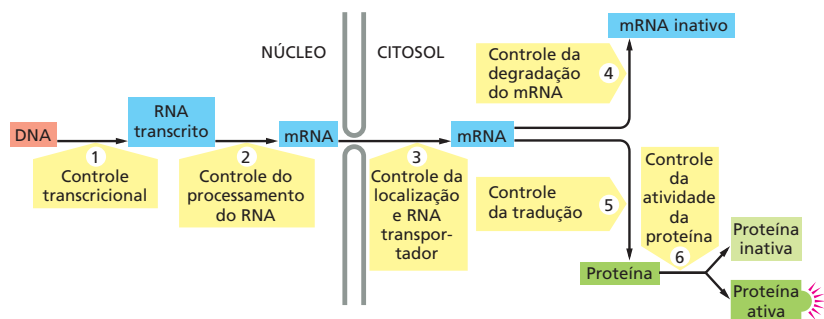 NÚCLEO
CITOSOL
DNA
1
Controle
transcricional
RNA
transcrito
2
Controle do
processamento
do RNA
mRNA
3
Controle da
localização
e RNA
transpor-
tador
mRNA
Controle da
degradação
do mRNA
4
mRNA inativo
Controle
da tradução
5
Proteína
Controle
da
atividade
da
proteína
6
Proteína
inativa
Proteína
ativa